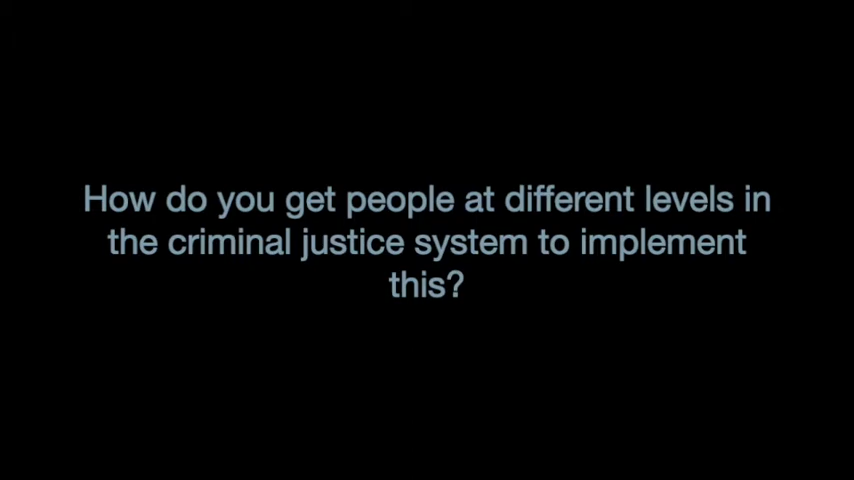 How do you get people at different levels in
the criminal justice system to implement
this?